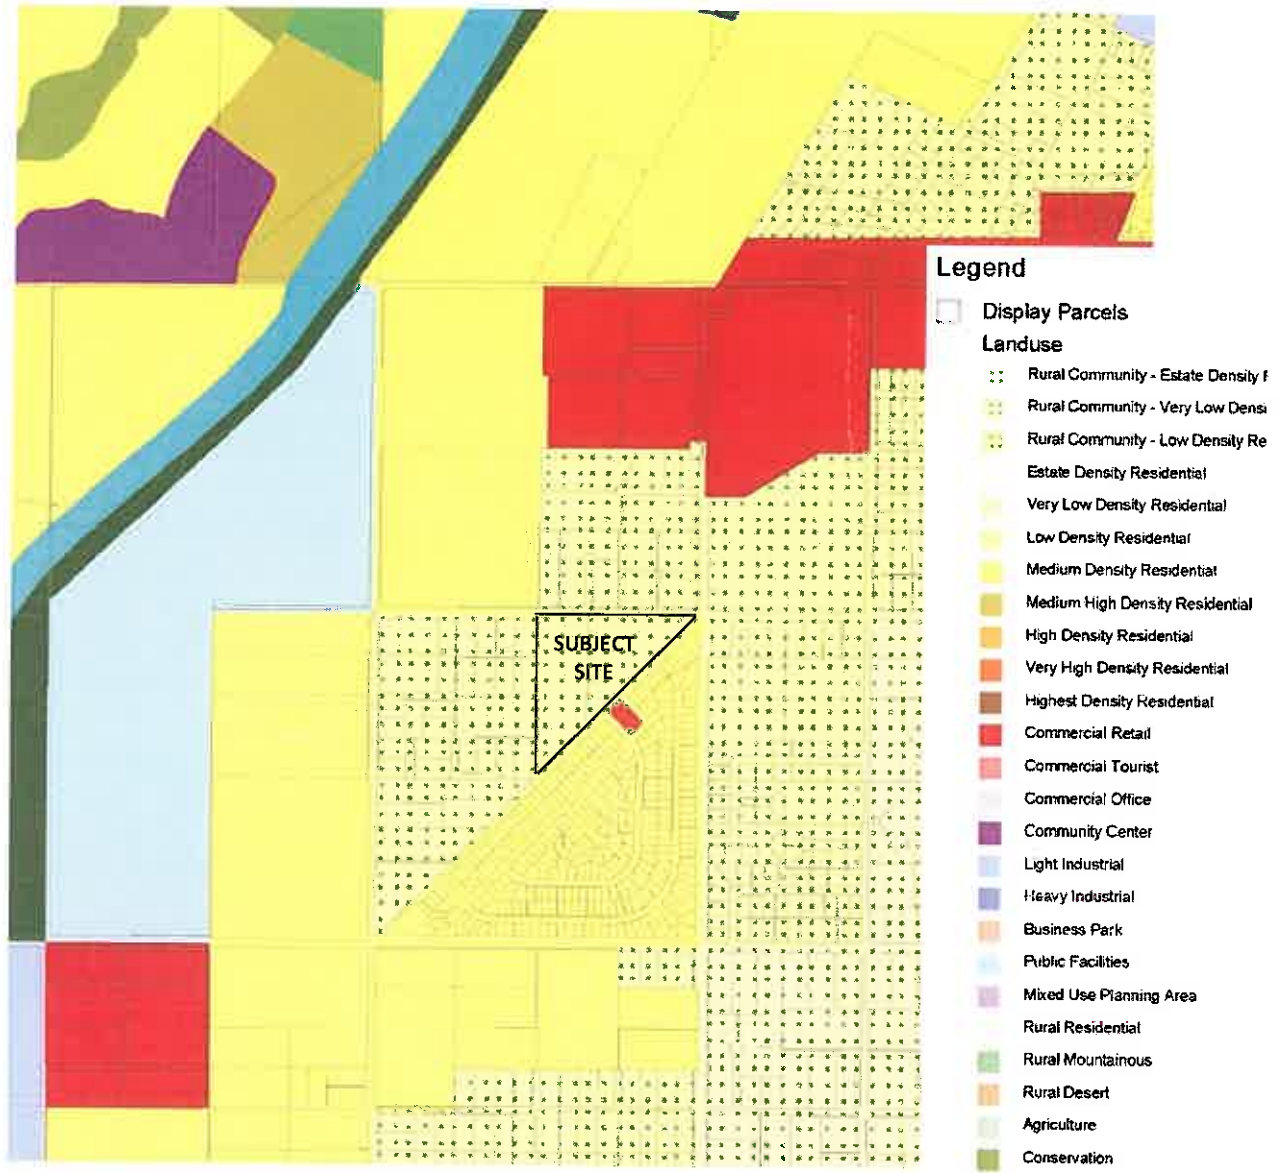 SUBJECT
SITE
Legend
Display Parcels
Landuse
Rural Community - Estate Density
Rural Community - Very Low Densi
Rural Community - Low Density Re
Estate Density Residential
Very Low Density Residential
Low Density Residential
Medium Density Residential
Medium High Density Residential
High Density Residential
Very High Density Residential
Highest Density Residential
Commercial Retail
Commercial Tourist
Commercial Office
Community Center
Light Industrial
Heavy Industrial
Business Park
Public Facilities
Mixed Use Planning Area
Rural Residential
Rural Mountainous
Rural Desert
Agriculture
Conservation